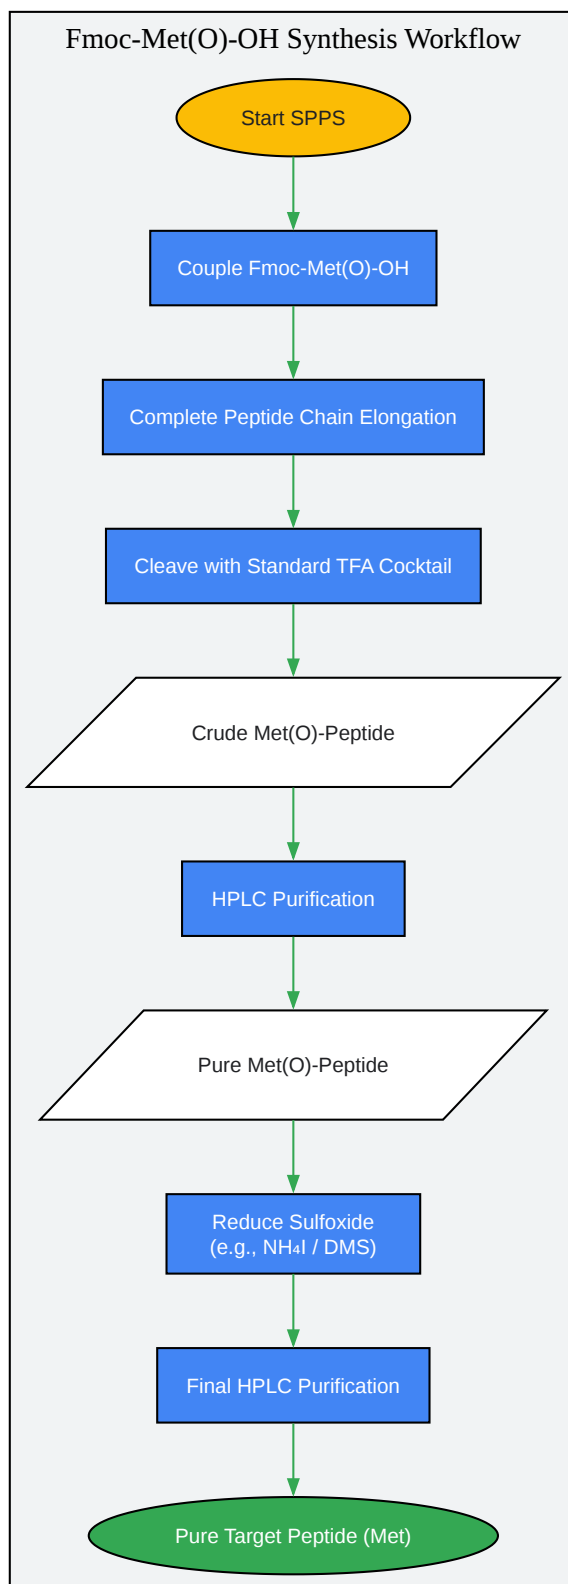 Fmoc-Met(O)-OH Synthesis Workflow
Start SPPS
Couple Fmoc-Met(O)-OH
Complete Peptide Chain Elongation
Cleave with Standard TFA Cocktail
Crude Met(O)-Peptide
HPLC Purification
Pure Met(O)-Peptide
Reduce Sulfoxide
(e.g., NH₄I / DMS)
Final HPLC Purification
Pure Target Peptide (Met)